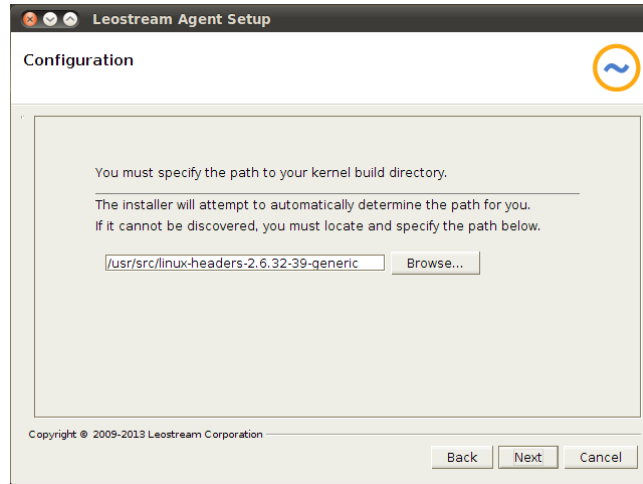 Leostream Agent Setup
Configuration
You must specify the path to your kernel build directory.
The installer will attempt to automatically determine the path for you.
If it cannot be discovered, you must locate and specify the path below.
/usr/src/linux-headers-2.6.32-39-generic Browse...
Copyright © 2009-2013 Leostream Corporation
Back Next Cancel